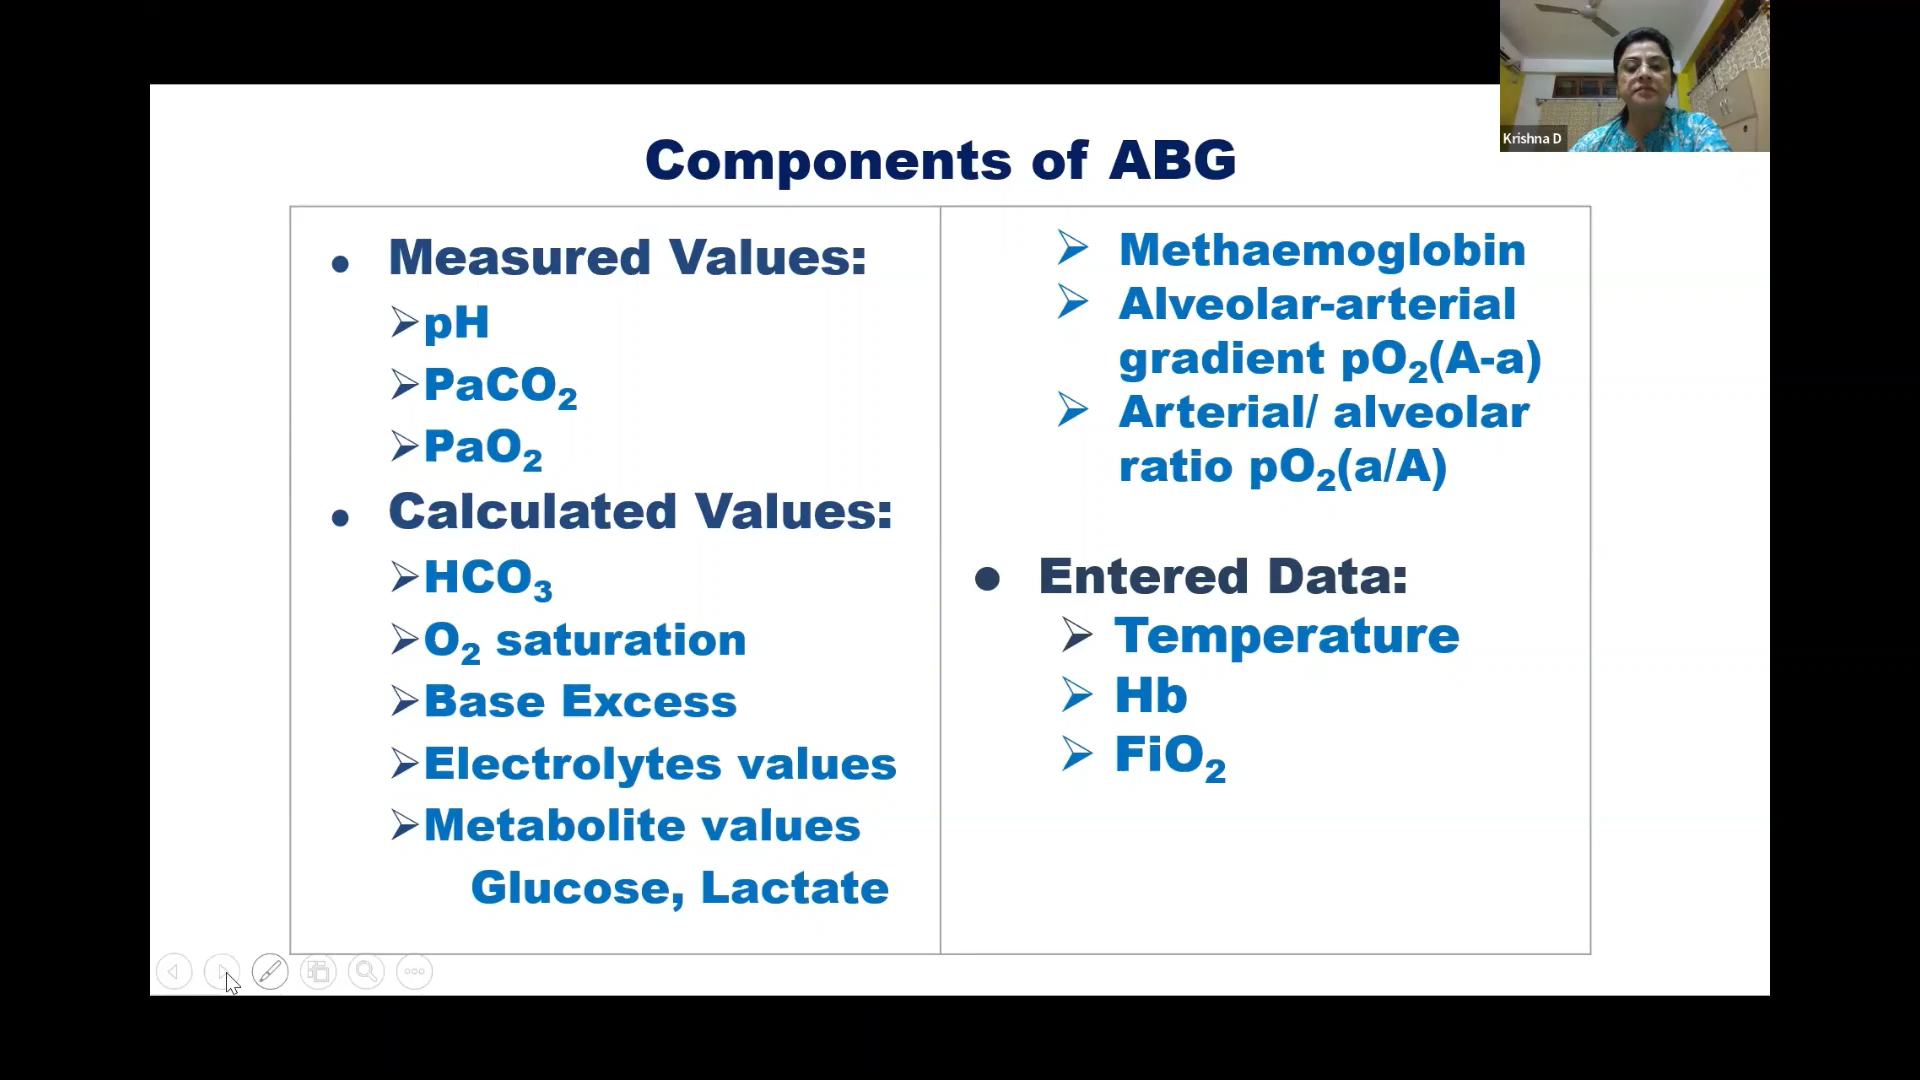 Components of ABG
• Measured Values:
➢pH
➢PaCO₂
➢PaO₂
• Calculated Values:
➢HCO₃
➢O₂ saturation
➢Base Excess
➢Electrolytes values
➢Metabolite values
Glucose, Lactate
➢ Methaemoglobin
➢ Alveolar-arterial
gradient pO₂(A-a)
➢ Arterial/ alveolar
ratio pO₂(a/A)
• Entered Data:
➢ Temperature
➢ Hb
➢ FiO₂
Krishna D